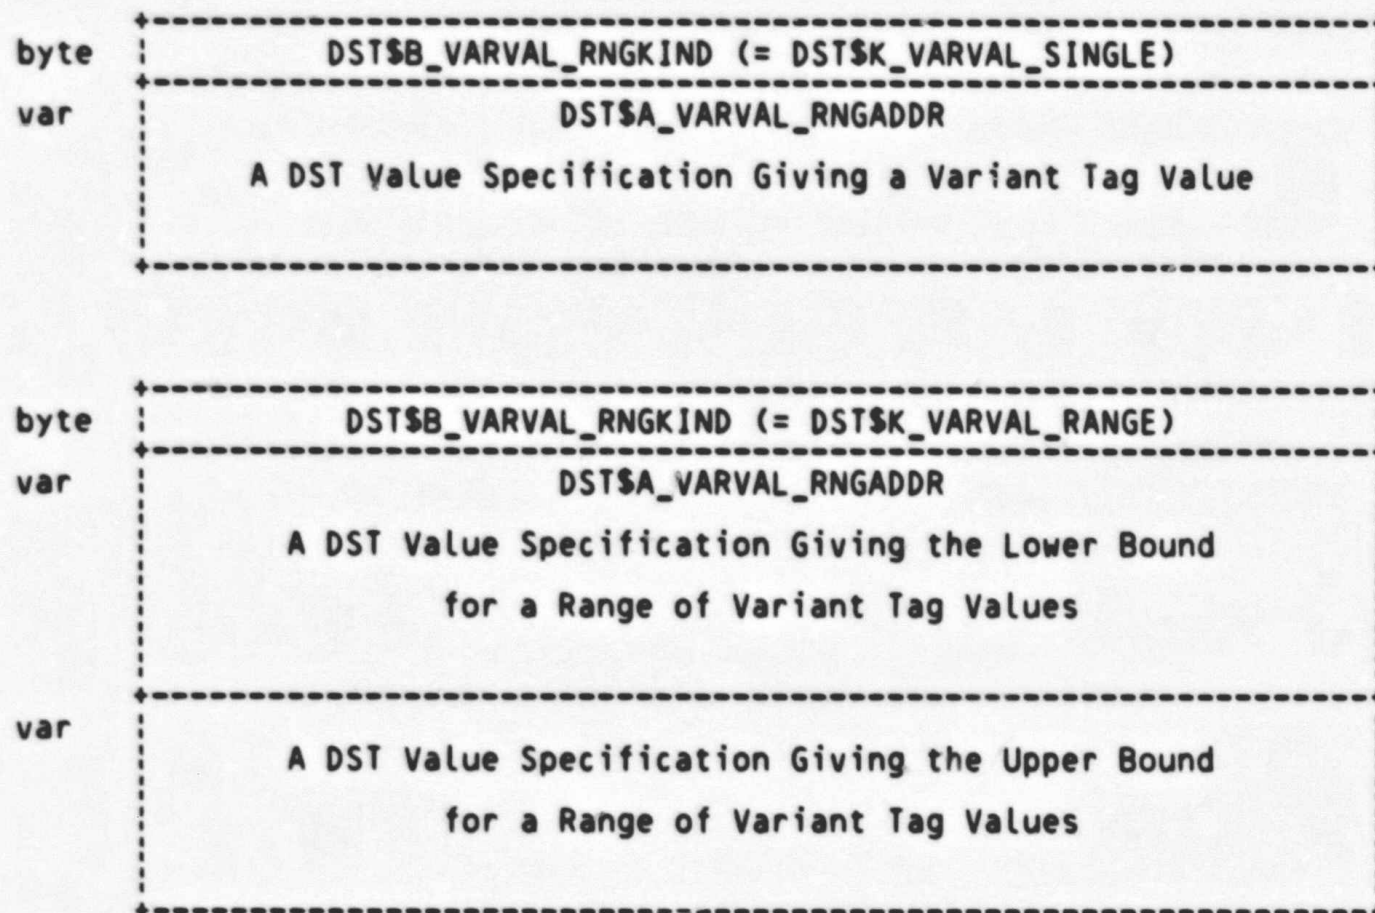 byte DST$B_VARVAL_RNGKIND (= DST$K_VARVAL_SINGLE)
var DST$A_VARVAL_RNGADDR
A DST Value Specification Giving a Variant Tag Value
byte DST$B_VARVAL_RNGKIND (= DST$K_VARVAL_RANGE)
var DST$A_VARVAL_RNGADDR
A DST Value Specification Giving the Lower Bound
for a Range of Variant Tag Values
var
A DST Value Specification Giving the Upper Bound
for a Range of Variant Tag Values